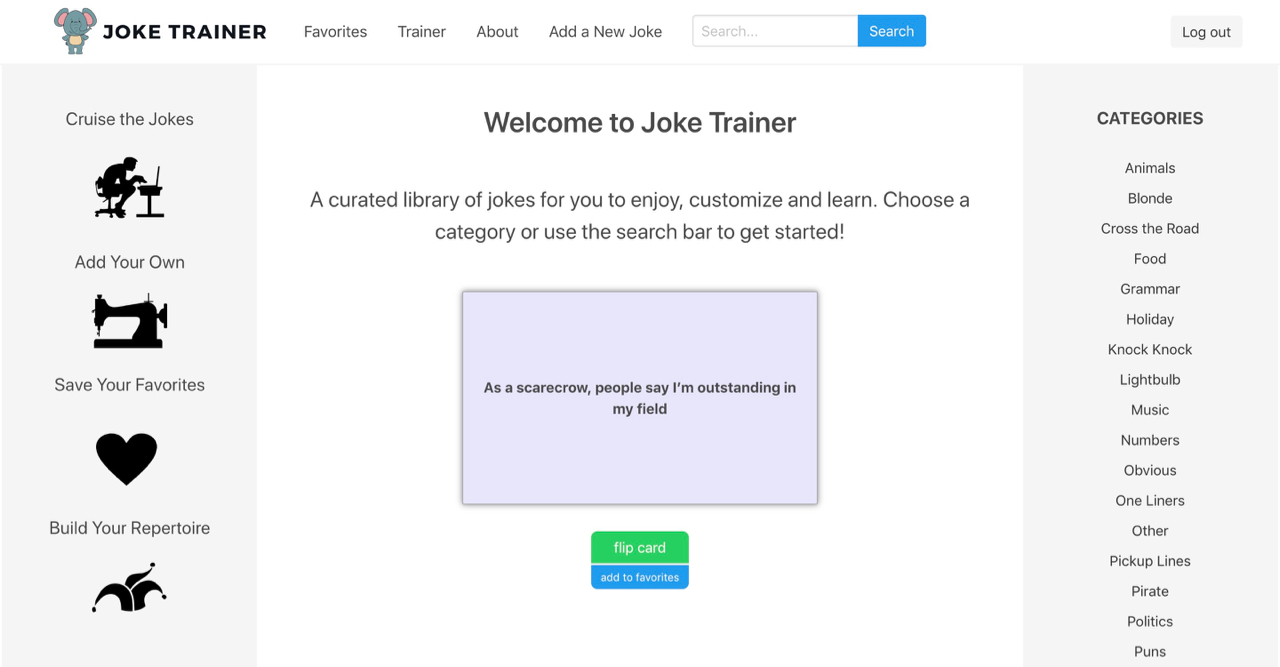 JOKE TRAINER
Favorites
Trainer
About
Add a New Joke
Search...
Search
Log out
Cruise the Jokes
Add Your Own
Save Your Favorites
Build Your Repertoire
Welcome to Joke Trainer
A curated library of jokes for you to enjoy, customize and learn. Choose a
category or use the search bar to get started!
As a scarecrow, people say I’m outstanding in
my field
flip card
add to favorites
CATEGORIES
Animals
Blonde
Cross the Road
Food
Grammar
Holiday
Knock Knock
Lightbulb
Music
Numbers
Obvious
One Liners
Other
Pickup Lines
Pirate
Politics
Puns